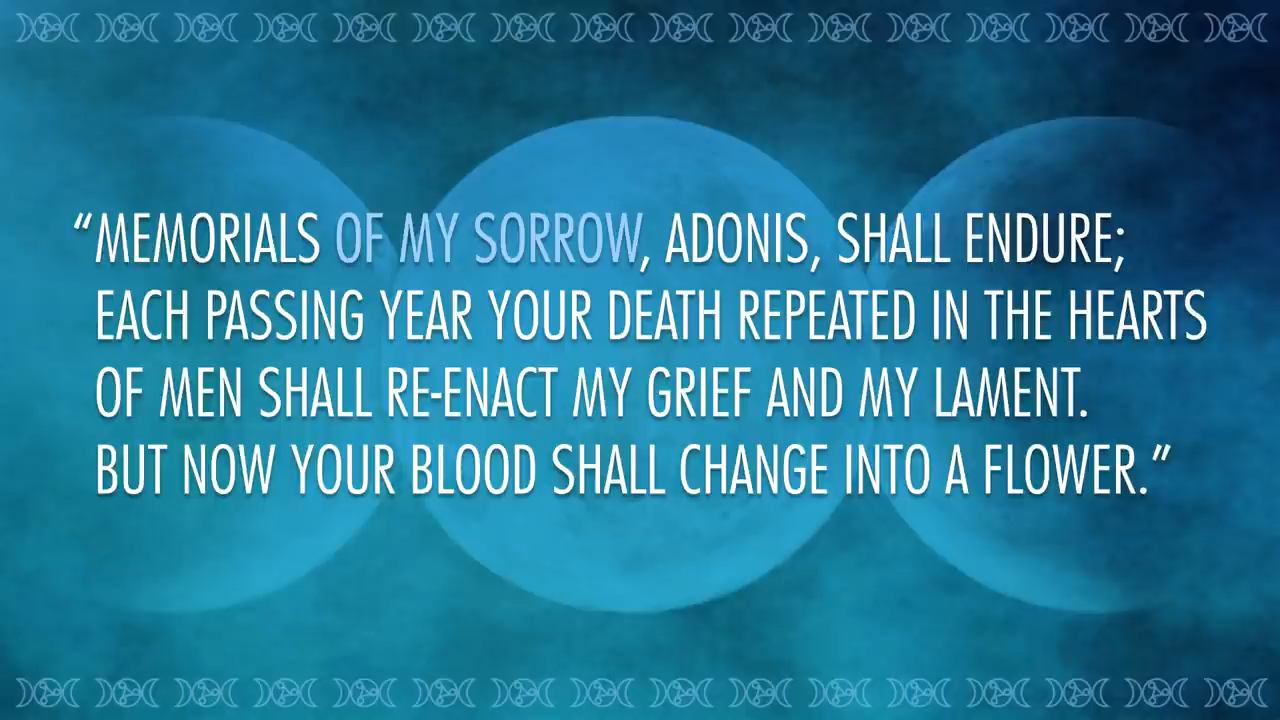 “MEMORIALS OF MY SORROW, ADONIS, SHALL ENDURE;
EACH PASSING YEAR YOUR DEATH REPEATED IN THE HEARTS
OF MEN SHALL RE-ENACT MY GRIEF AND MY LAMENT.
BUT NOW YOUR BLOOD SHALL CHANGE INTO A FLOWER.”